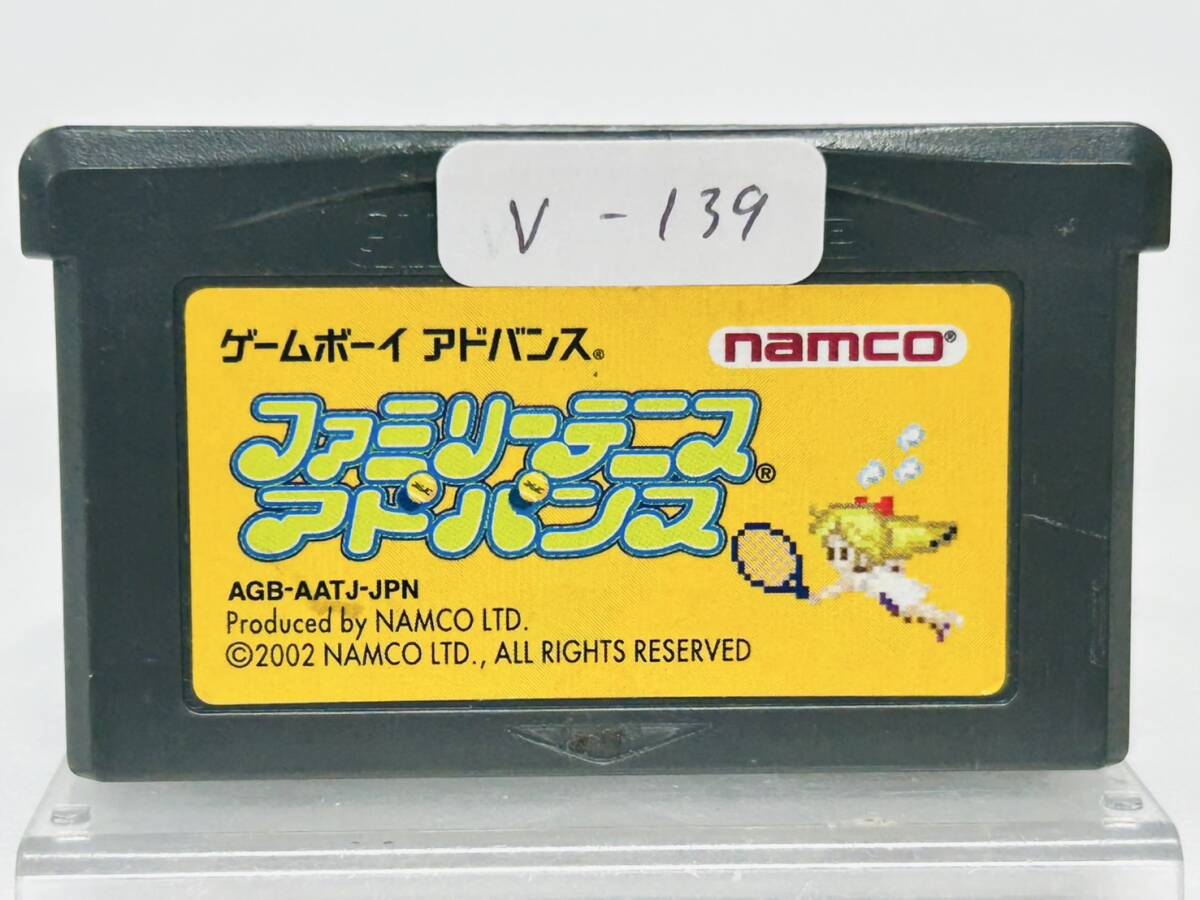 V-139
ゲームボーイ アドバンス®
namco®
ファミリーテニス
アドバンス®
AGB-AATJ-JPN
Produced by NAMCO LTD.
©2002 NAMCO LTD., ALL RIGHTS RESERVED